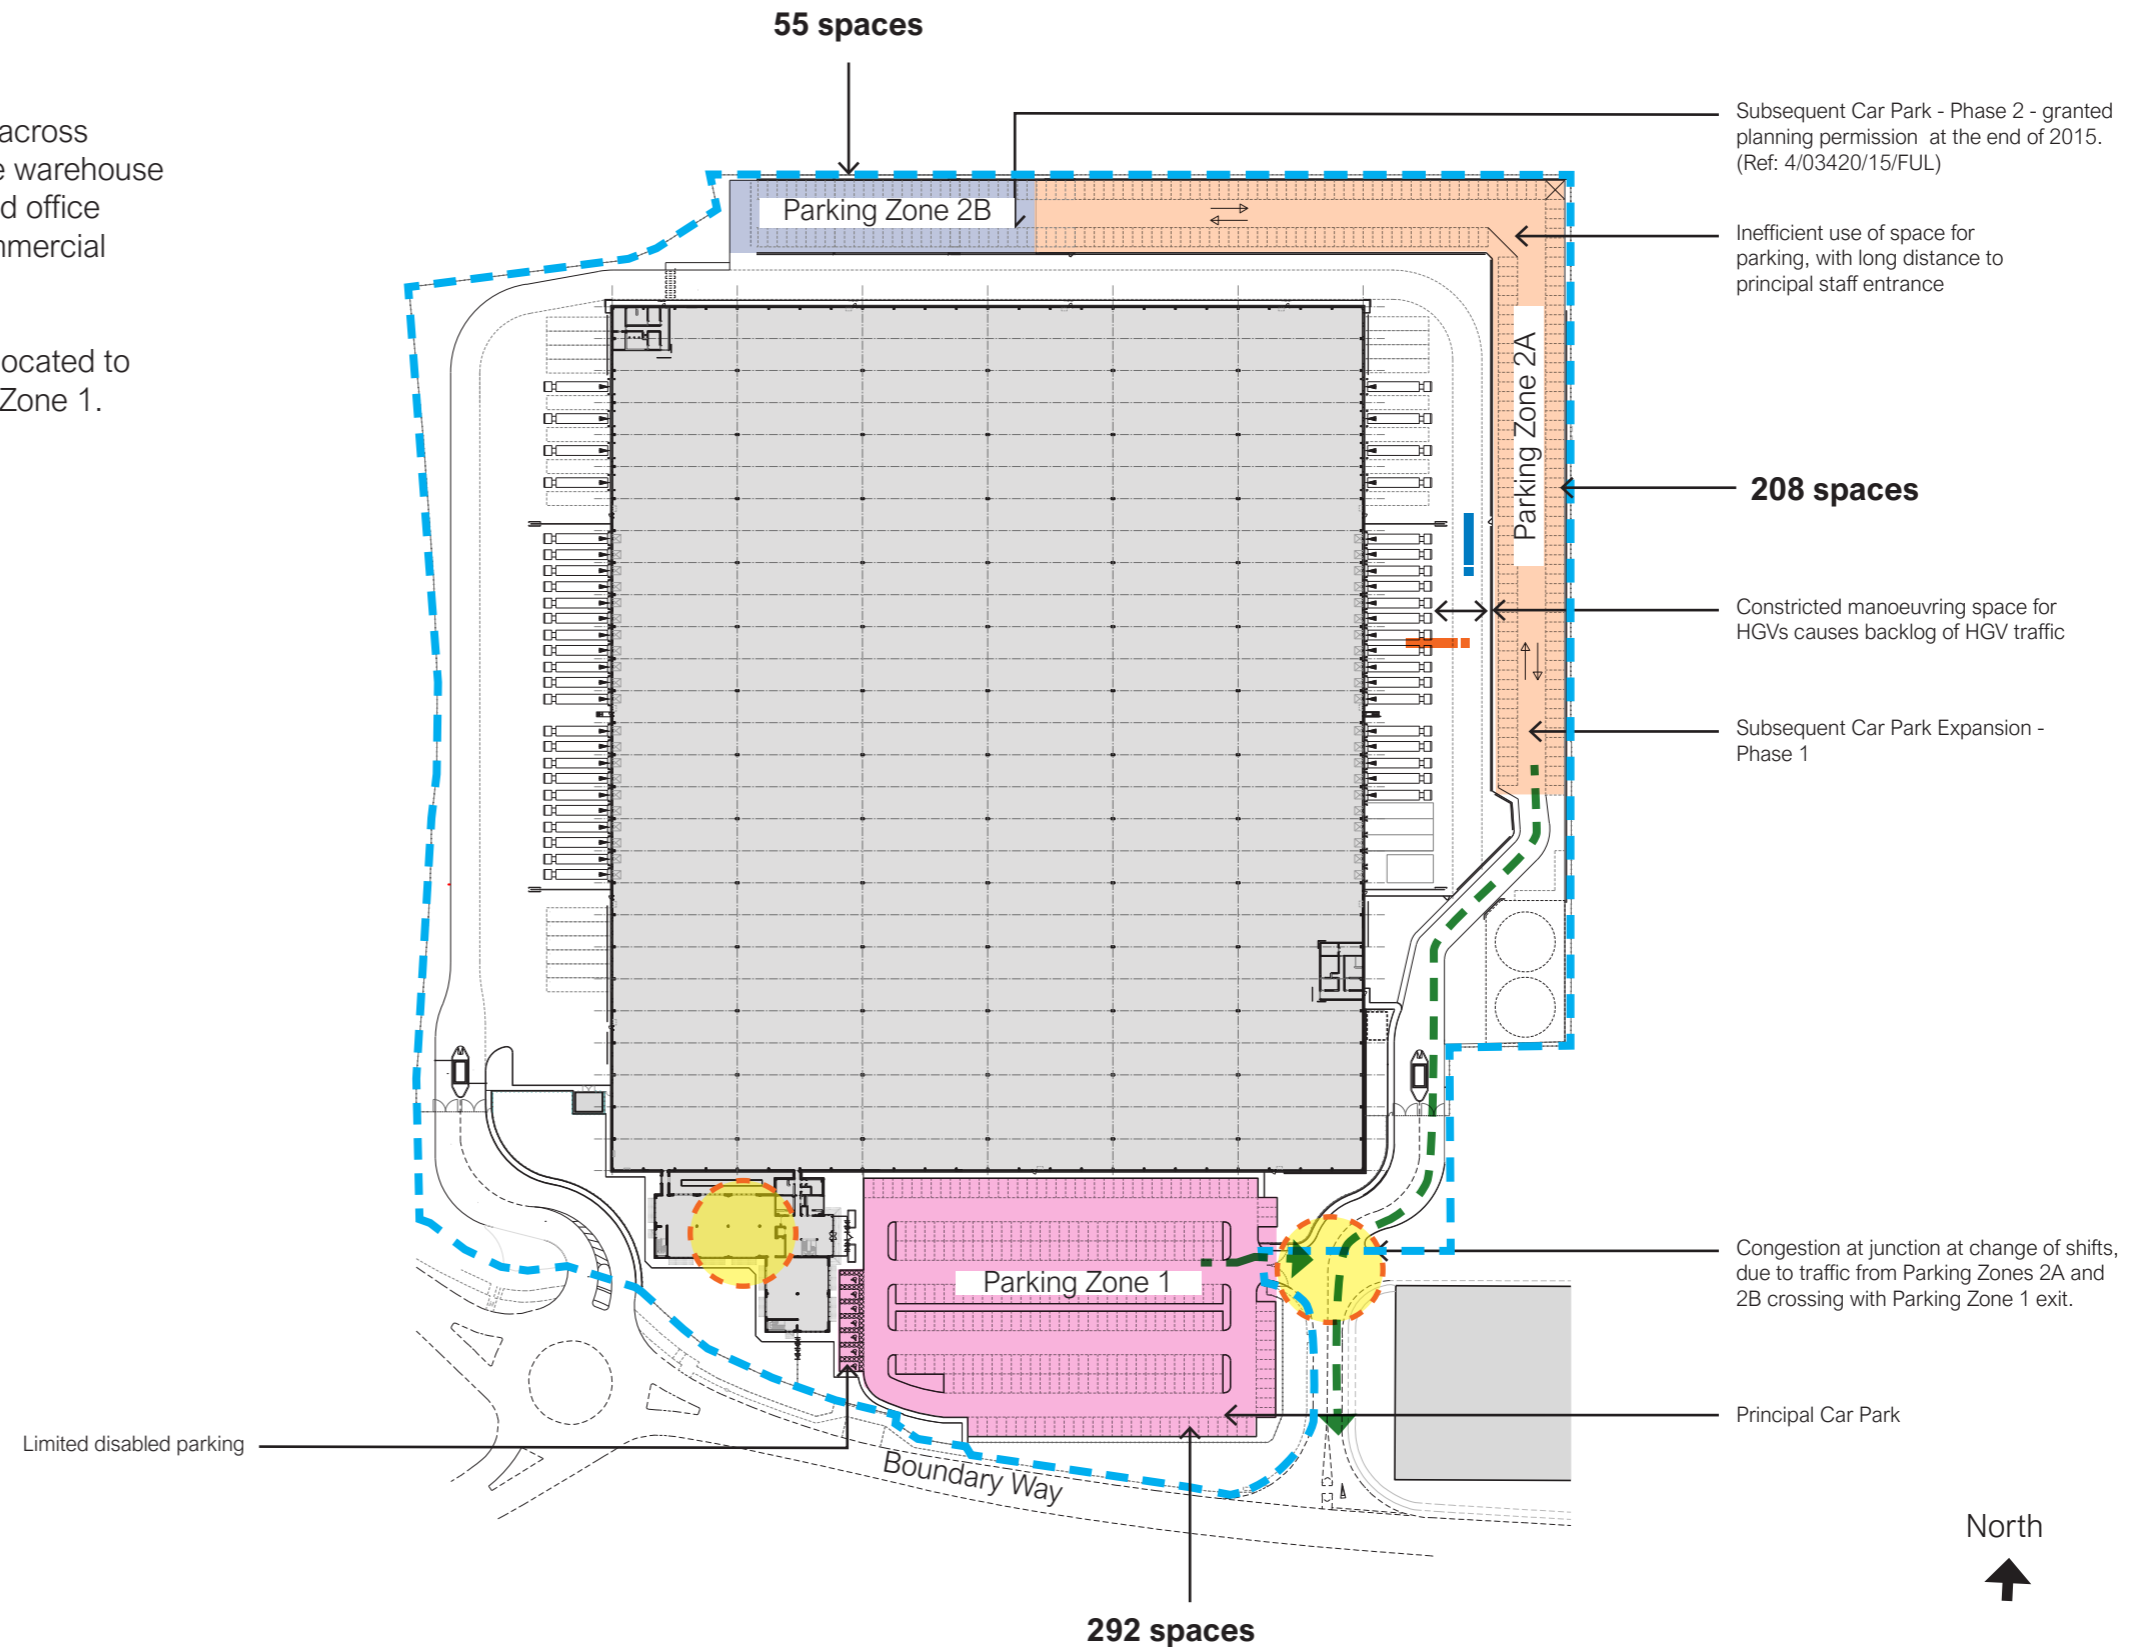 55 spaces
across
e warehouse
d office
nmercial
ocated to
Zone 1.
Subsequent Car Park - Phase 2 - granted
planning permission at the end of 2015.
(Ref: 4/03420/15/FUL)
Parking Zone 2B
Inefficient use of space for
parking, with long distance to
principal staff entrance
Parking Zone 2A
208 spaces
Constricted manoeuvring space for
HGVs causes backlog of HGV traffic
Subsequent Car Park Expansion -
Phase 1
Congestion at junction at change of shifts,
due to traffic from Parking Zones 2A and
2B crossing with Parking Zone 1 exit.
Parking Zone 1
Principal Car Park
Limited disabled parking
Boundary Way
North
292 spaces